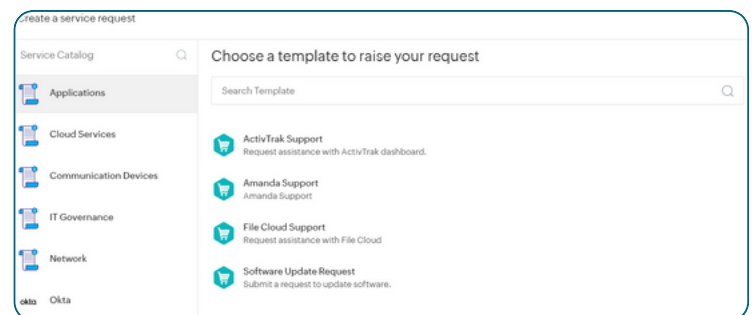 Create a service request
Service Catalog
Choose a template to raise your request
Applications
Search Template
Cloud Services
ActivTrak Support
Request assistance with ActivTrak dashboard.
Communication Devices
Amanda Support
Amanda Support
IT Governance
File Cloud Support
Request assistance with File Cloud
Network
Software Update Request
Submit a request to update software.
okta
Okta